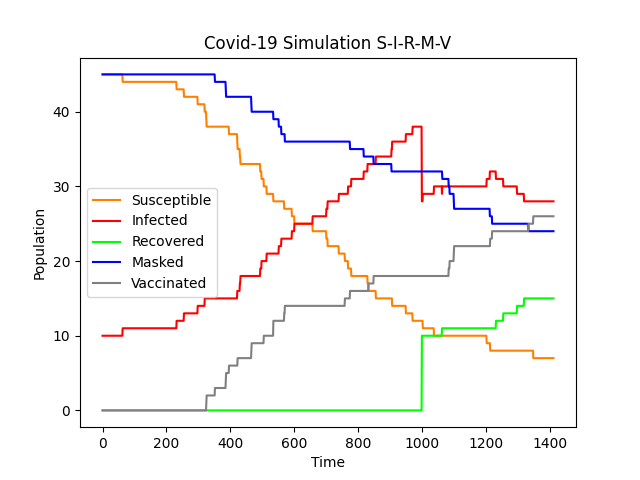 Covid-19 Simulation S-I-R-M-V
Population
40
30
20
10
0
Susceptible
Infected
Recovered
Masked
Vaccinated
0 200 400 600 800 1000 1200 1400
Time